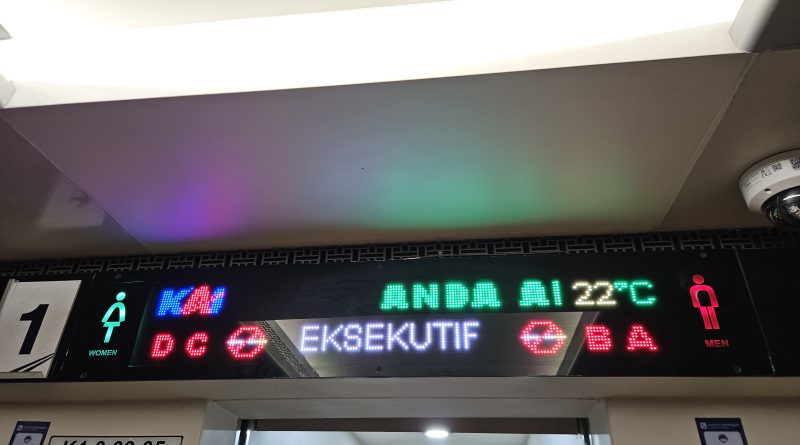 1
WOMEN
KAI
ANDA AI 22°C
MEN
D C
EKSEKUTIF
B A